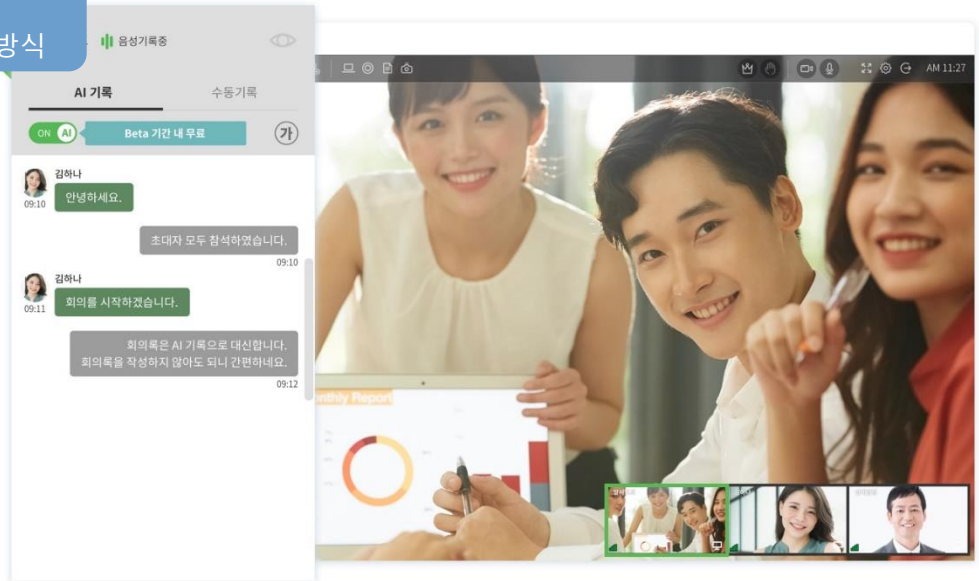 방식
음성기록중
AI 기록
수동기록
ON AI
Beta 기간 내 무료
가
김하나
안녕하세요.
09:10
초대자 모두 참석하였습니다.
09:10
김하나
회의를 시작하겠습니다.
09:11
회의록은 AI 기록으로 대신합니다.
회의록을 작성하지 않아도 되니 간편하네요.
09:12
AM 11:27
onthly Report